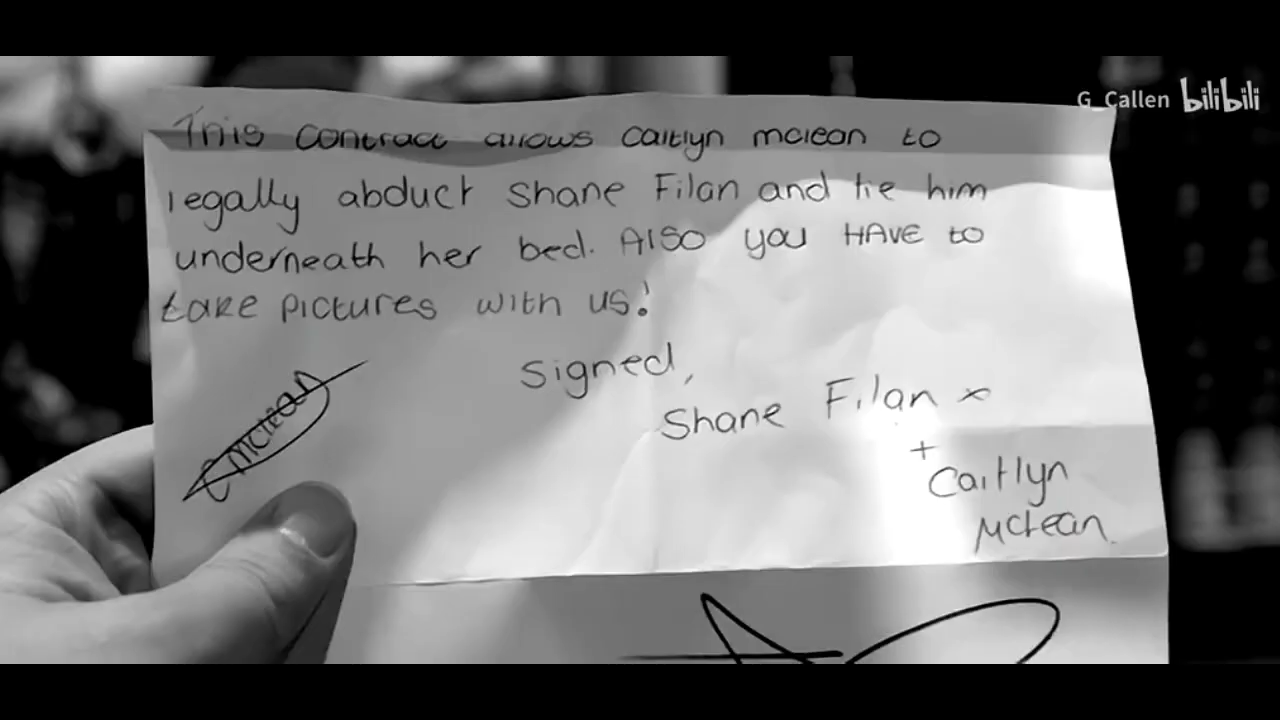 G_Callen bilibili
This contract allows Caitlyn mclean to
legally abduct Shane Filan and tie him
underneath her bed. Also you HAVE to
take pictures with us!
signed,
Shane Filan x
+
Caitlyn
McLean.
C mclean